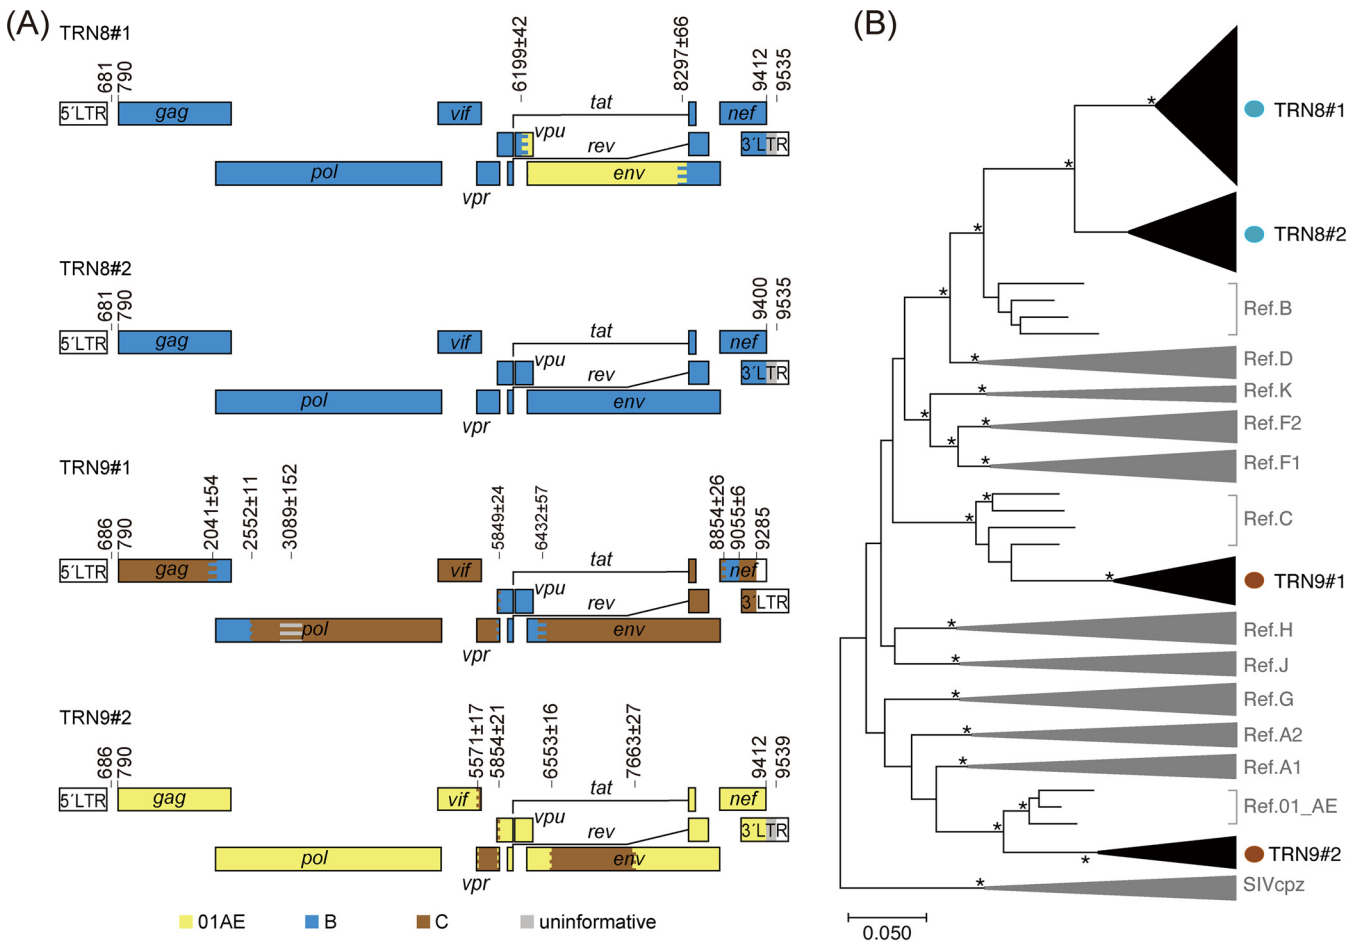 (A)
TRN8#1
681
790
6199±42
8297±66
9412
9535
5´LTR
gag
vif
tat
nef
vpu
rev
3´LTR
pol
vpr
env
TRN8#2
681
790
9400
9535
5´LTR
gag
vif
tat
nef
vpu
rev
3´LTR
pol
vpr
env
TRN9#1
686
790
2041±54
2552±11
3089±152
5849±24
6432±57
8854±26
9055±6
9285
5´LTR
gag
vif
tat
nef
vpu
rev
3´LTR
pol
vpr
env
TRN9#2
686
790
5571±17
5854±21
6553±16
7663±27
9412
9539
5´LTR
gag
vif
tat
nef
vpu
rev
3´LTR
pol
vpr
env
01AE
B
C
uninformative
(B)
* TRN8#1
*
* TRN8#2
*
Ref.B
* Ref.D
* Ref.K
*
* Ref.F2
*
* Ref.F1
*
* Ref.C
* TRN9#1
* Ref.H
* Ref.J
* Ref.G
* Ref.A2
* Ref.A1
* Ref.01_AE
*
* TRN9#2
* SIVcpz
0.050